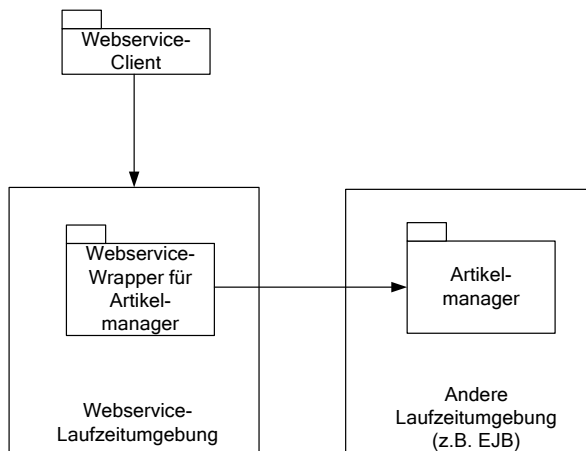 Webservice-
Client
Webservice-
Wrapper für
Artikel-
manager
Artikel-
manager
Webservice-
Laufzeitumgebung
Andere
Laufzeitumgebung
(z.B. EJB)